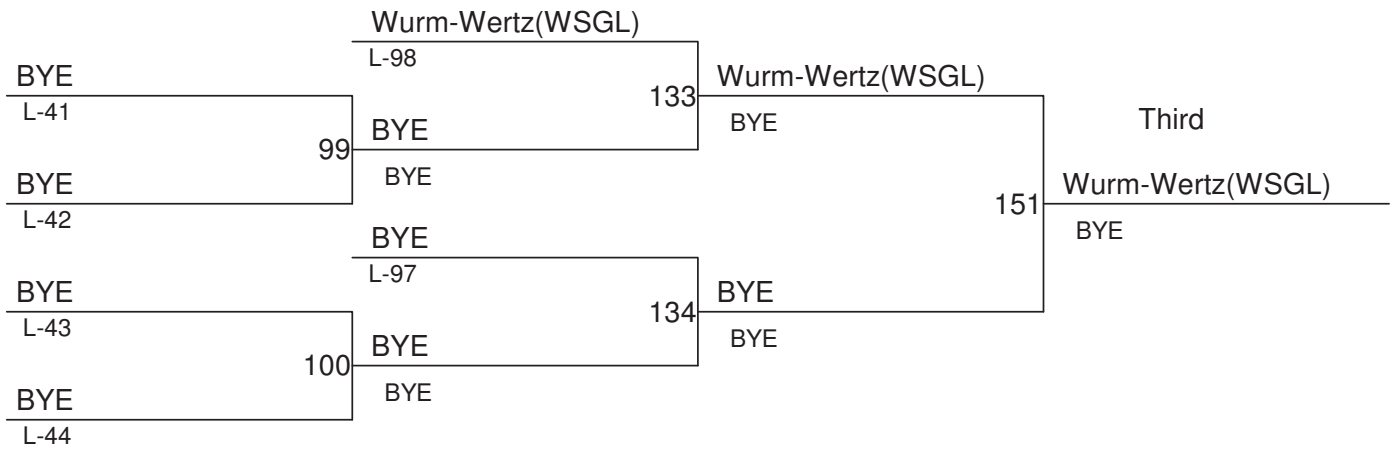 Wurm-Wertz(WSGL)
L-98
BYE
L-41
133
Wurm-Wertz(WSGL)
BYE
Third
99
BYE
BYE
BYE
L-42
151
Wurm-Wertz(WSGL)
BYE
BYE
L-97
BYE
L-43
134
BYE
BYE
100
BYE
BYE
BYE
L-44